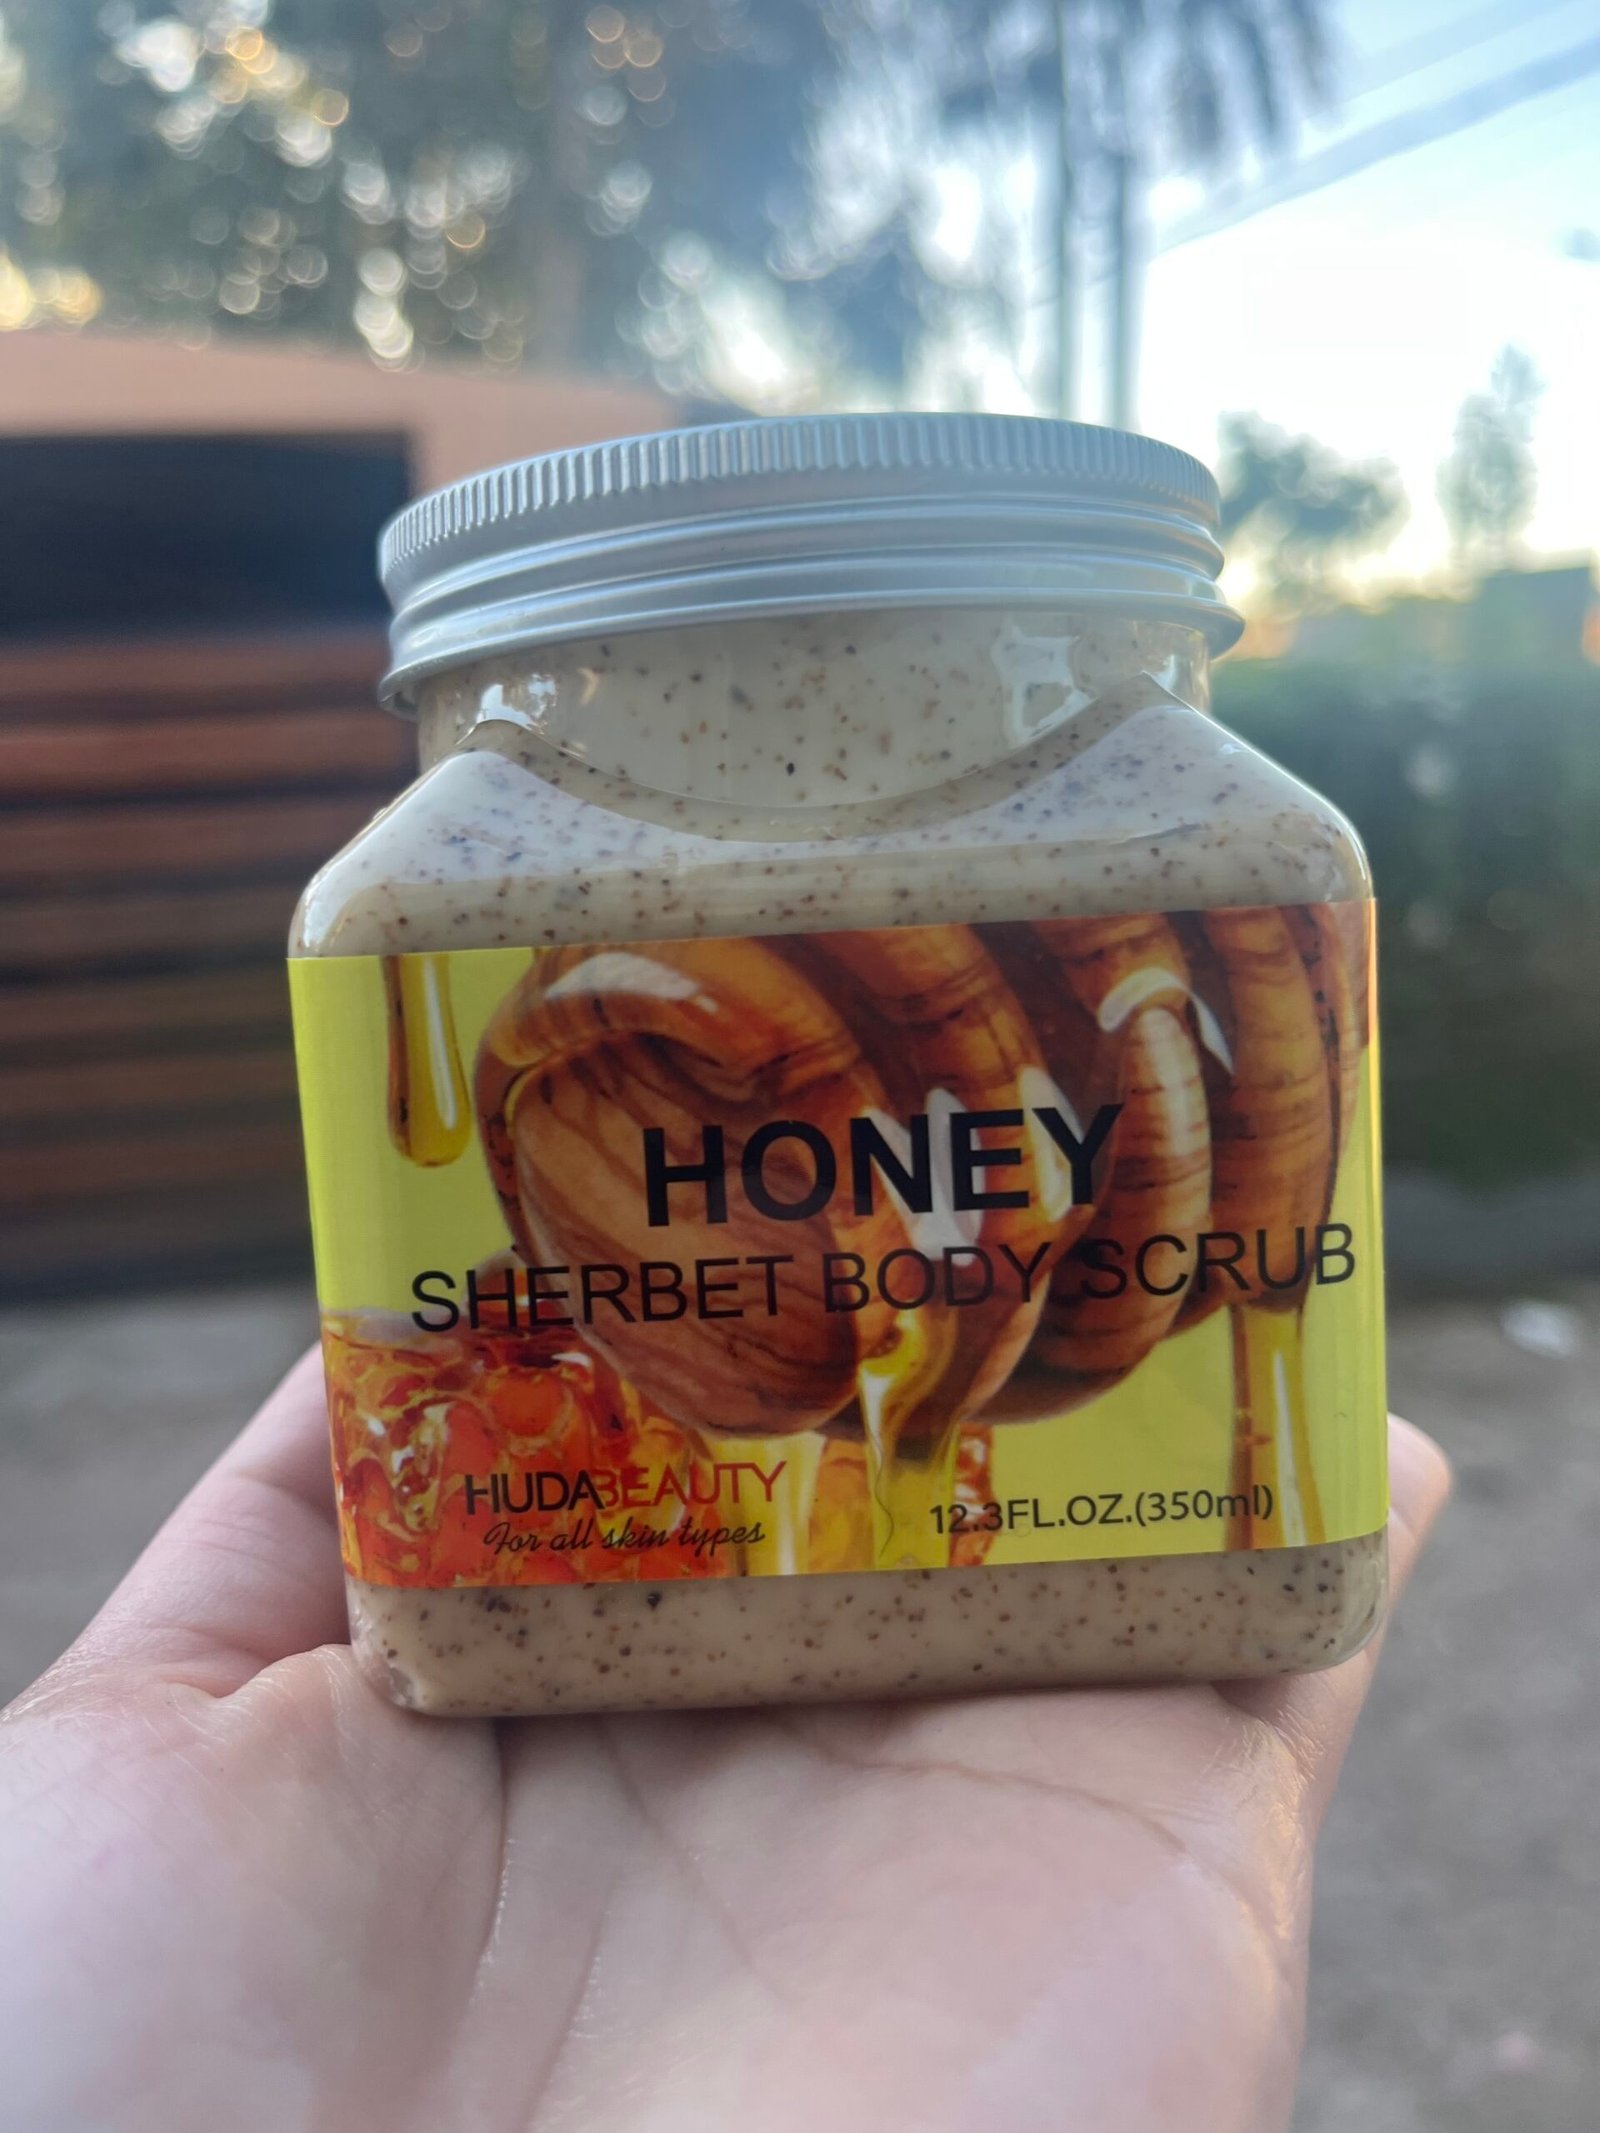 HONEY
SHERBET BODY SCRUB
HUDABEAUTY
For all skin types
12.3FL.OZ.(350ml)